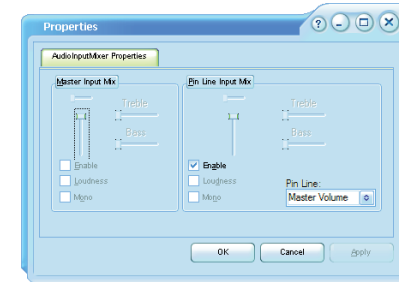 Properties
AudioInputMixer Properties
Master Input Mix
Treble
Bass
Enable
Loudness
Mono
Pin Line Input Mix
Treble
Bass
Enable
Loudness
Mono
Pin Line:
Master Volume
OK
Cancel
Apply